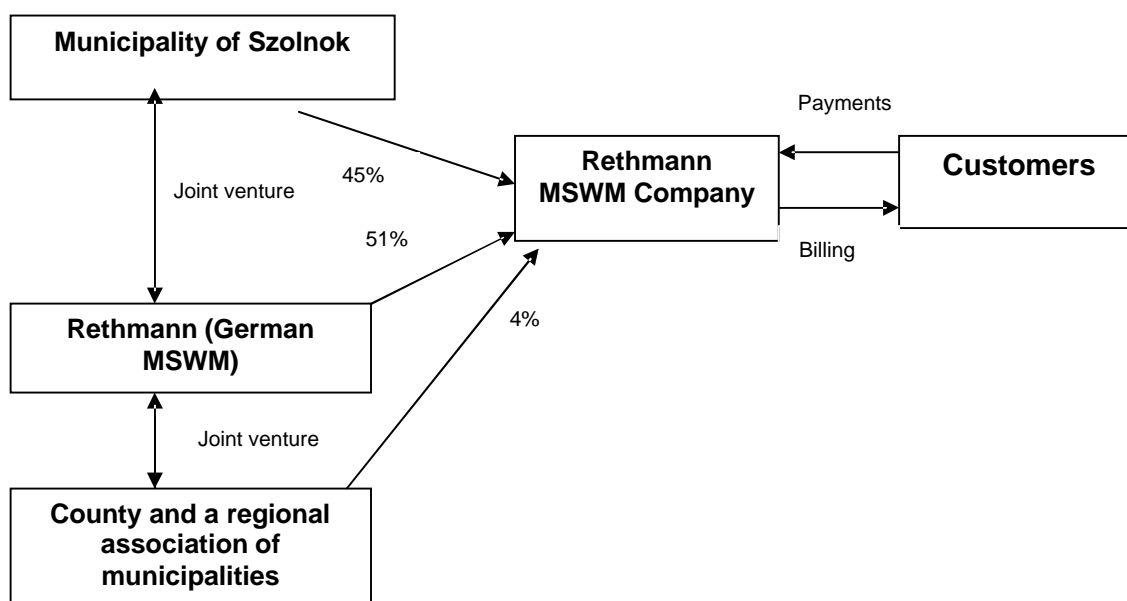 Municipality of Szolnok
Payments
Rethmann
MSWM Company
Customers
45%
Joint venture
51%
Billing
Rethmann (German
MSWM)
4%
Joint venture
County and a regional
association of
municipalities